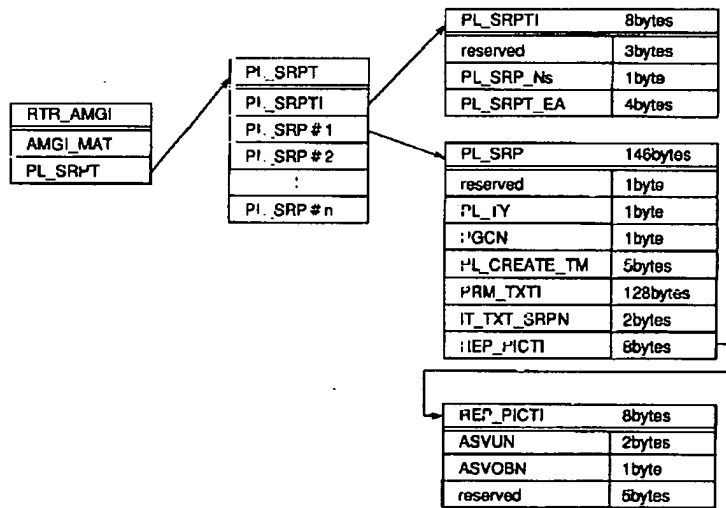 RTR_AMGI
AMGI_MAT
PL_SRPT
PL_SRPT
PL_SRPTI
PL_SRP #1
PL_SRP #2
:
PL_SRP #n
PL_SRPTI 8bytes
reserved 3bytes
PL_SRP_Ns 1byte
PL_SRPT_EA 4bytes
PL_SRP 146bytes
reserved 1byte
PL_TY 1byte
PGCN 1byte
PL_CREATE_TM 5bytes
PRM_TXTI 128bytes
IT_TXT_SRPN 2bytes
REP_PICTI 8bytes
REP_PICTI 8bytes
ASVUN 2bytes
ASVOBN 1byte
reserved 5bytes